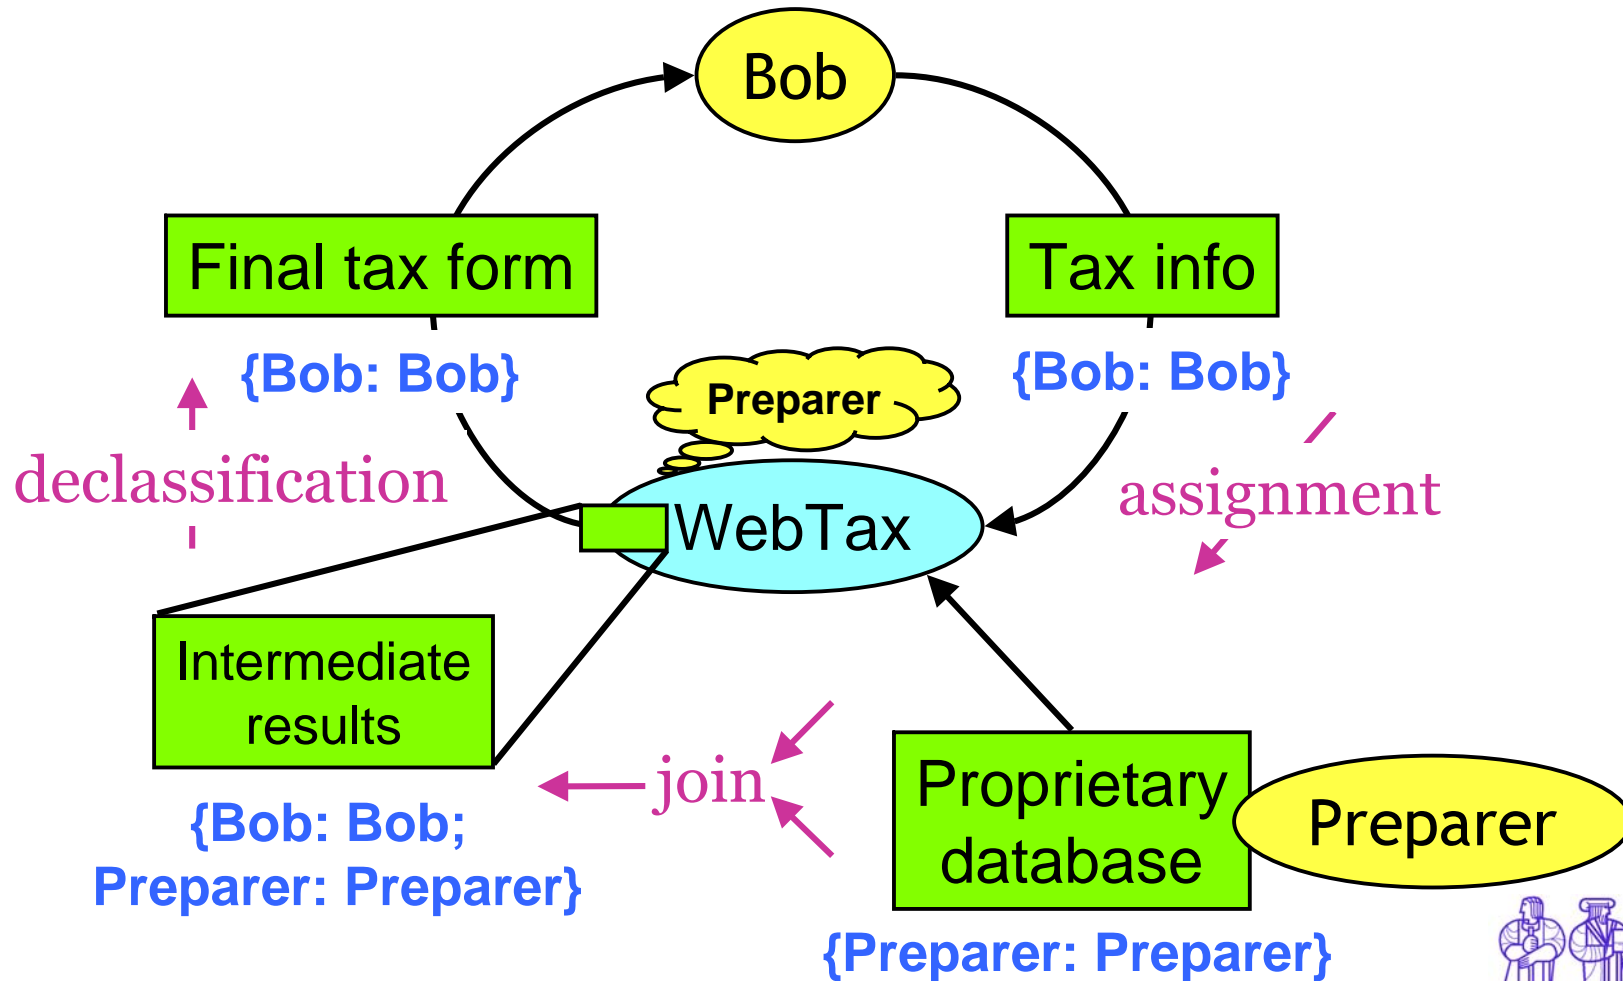 Bob
Final tax form
Tax info
{Bob: Bob}
{Bob: Bob}
Preparer
declassification
assignment
WebTax
Intermediate
results
join
Proprietary
database
Preparer
{Bob: Bob;
Preparer: Preparer}
{Preparer: Preparer}